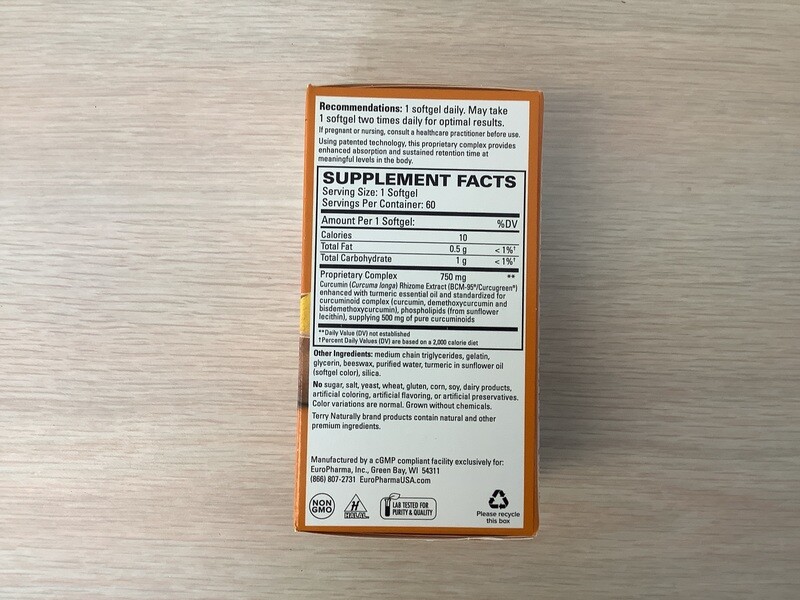 Recommendations: 1 softgel daily. May take
1 softgel two times daily for optimal results.
If pregnant or nursing, consult a healthcare practitioner before use.
Using patented technology, this proprietary complex provides
enhanced absorption and sustained retention time at
meaningful levels in the body.
SUPPLEMENT FACTS
Serving Size: 1 Softgel
Servings Per Container: 60
Amount Per 1 Softgel: %DV
Calories 10
Total Fat 0.5 g <1%†
Total Carbohydrate 1 g <1%†
Proprietary Complex 750 mg **
Curcumin (Curcuma longa) Rhizome Extract (BCM-95®/Curcugreen®)
enhanced with turmeric essential oil and standardized for
curcuminoid complex (curcumin, demethoxycurcumin and
bisdemethoxycurcumin), phospholipids (from sunflower
lecithin), supplying 500 mg of pure curcuminoids
**Daily Value (DV) not established
†Percent Daily Values (DV) are based on a 2,000 calorie diet
Other Ingredients: medium chain triglycerides, gelatin,
glycerin, beeswax, purified water, turmeric in sunflower oil
(softgel color), silica.
No sugar, salt, yeast, wheat, gluten, corn, soy, dairy products,
artificial coloring, artificial flavoring, or artificial preservatives.
Color variations are normal. Grown without chemicals.
Terry Naturally brand products contain natural and other
premium ingredients.
Manufactured by a cGMP compliant facility exclusively for:
EuroPharma, Inc., Green Bay, WI 54311
(866) 807-2731 EuroPharmaUSA.com
NON
GMO
H
HALAL
LAB TESTED FOR
PURITY & QUALITY
Please recycle
this box